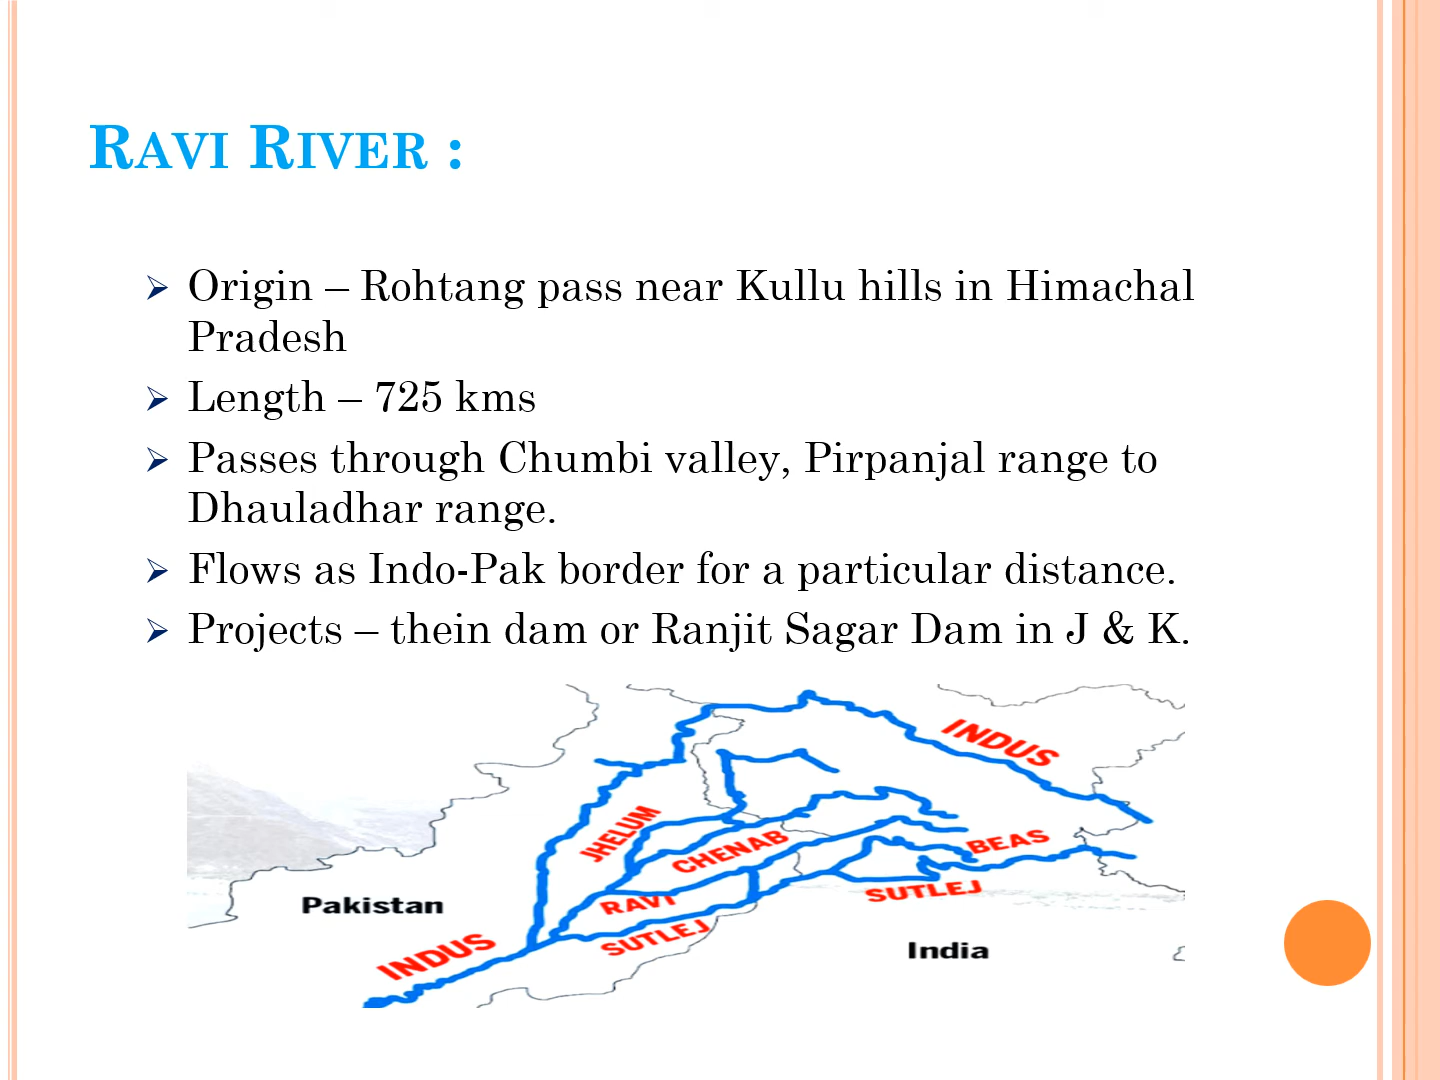 RAVI RIVER :
➢ Origin – Rohtang pass near Kullu hills in Himachal
Pradesh
➢ Length – 725 kms
➢ Passes through Chumbi valley, Pirpanjal range to
Dhauladhar range.
➢ Flows as Indo-Pak border for a particular distance.
➢ Projects – thein dam or Ranjit Sagar Dam in J & K.
INDUS
JHELUM
CHENAB
BEAS
SUTLEJ
Pakistan
RAVI
SUTLEJ
INDUS
India